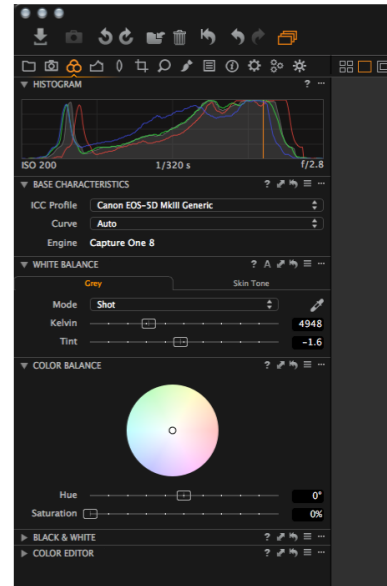 HISTOGRAM ? ...
ISO 200 1/320 s f/2.8
BASE CHARACTERISTICS ? ...
ICC Profile Canon EOS-5D MkIII Generic
Curve Auto
Engine Capture One 8
WHITE BALANCE ? A ...
Grey Skin Tone
Mode Shot
Kelvin 4948
Tint -1.6
COLOR BALANCE ? ...
Hue 0°
Saturation 0%
BLACK & WHITE ? ...
COLOR EDITOR ? ...